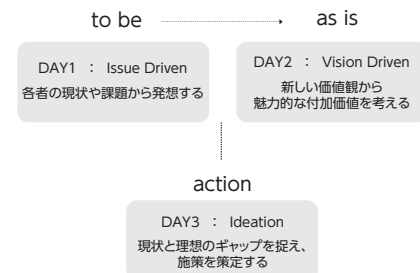 to be
as is
DAY1 : Issue Driven
各者の現状や課題から発想する
DAY2 : Vision Driven
新しい価値観から
魅力的な付加価値を考える
action
DAY3 : Ideation
現状と理想のギャップを捉え、
施策を策定する